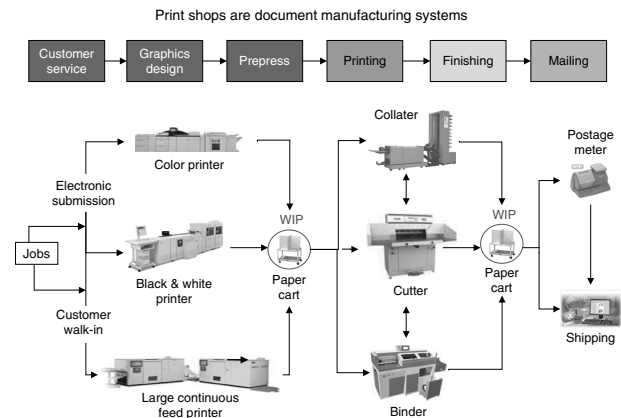 Print shops are document manufacturing systems
Customer
service
Graphics
design
Prepress
Printing
Finishing
Mailing
Collater
Postage
meter
Color printer
Electronic
submission
WIP
WIP
Jobs
Black & white
printer
Paper
cart
Cutter
Paper
cart
Customer
walk-in
Shipping
Large continuous
feed printer
Binder